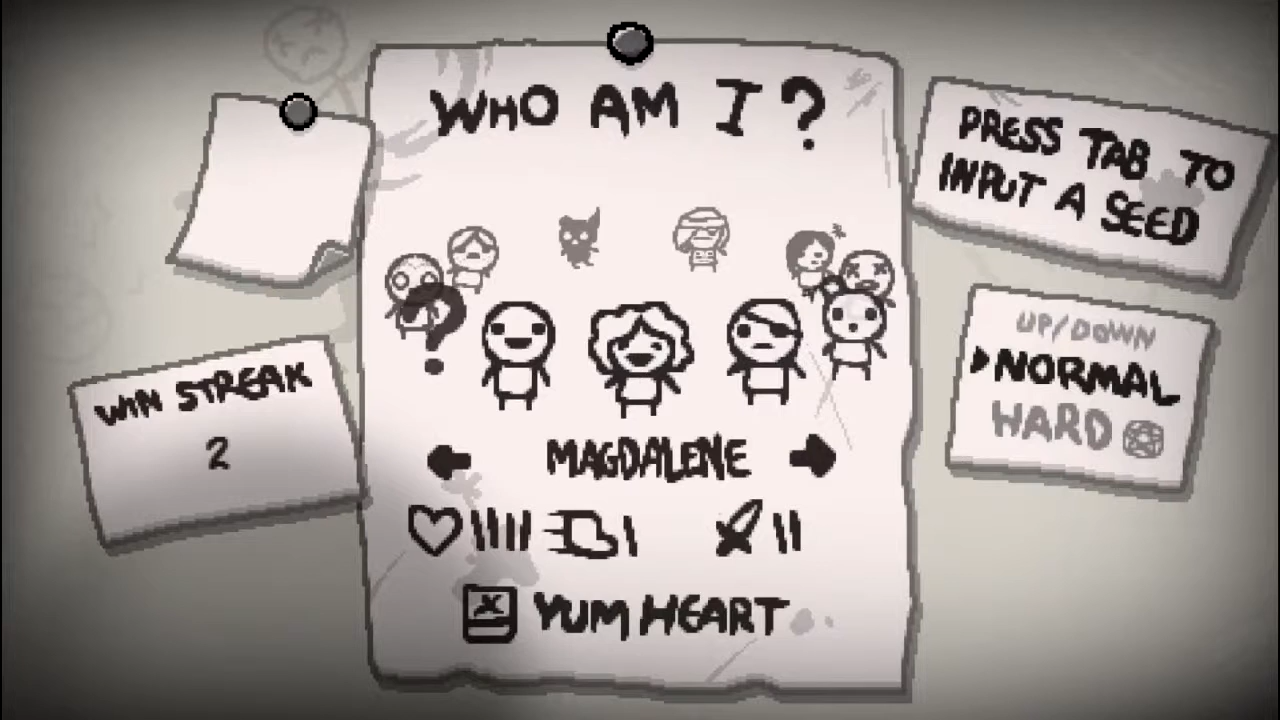 WHO AM I?
PRESS TAB TO
INPUT A SEED
UP/DOWN
NORMAL
HARD
WIN STREAK
2
?
MAGDALENE
YUM HEART